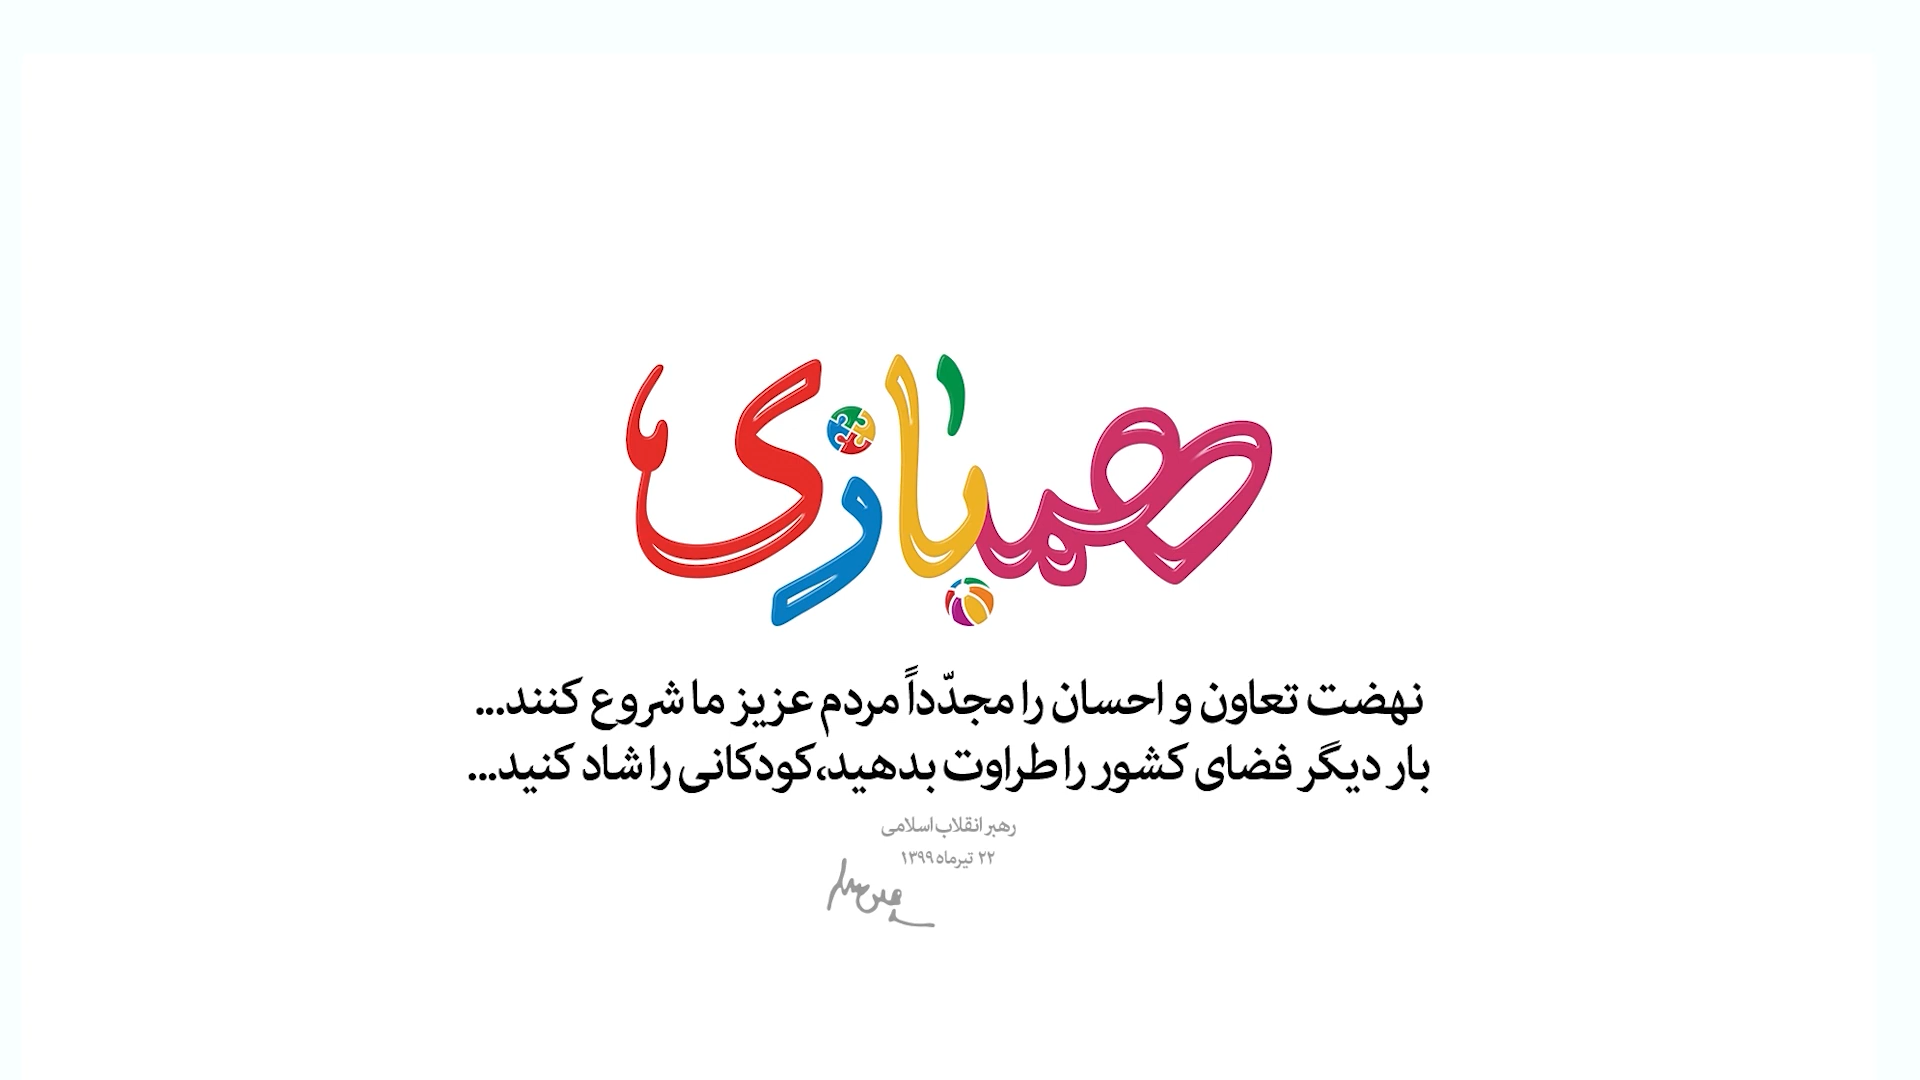 همبازی
نهضت تعاون و احسان را مجدّداً مردم عزیز ما شروع کنند...
بار دیگر فضای کشور را طراوت بدهید،کودکانی را شاد کنید...
رهبر انقلاب اسلامی
۲۲ تیرماه ۱۳۹۹